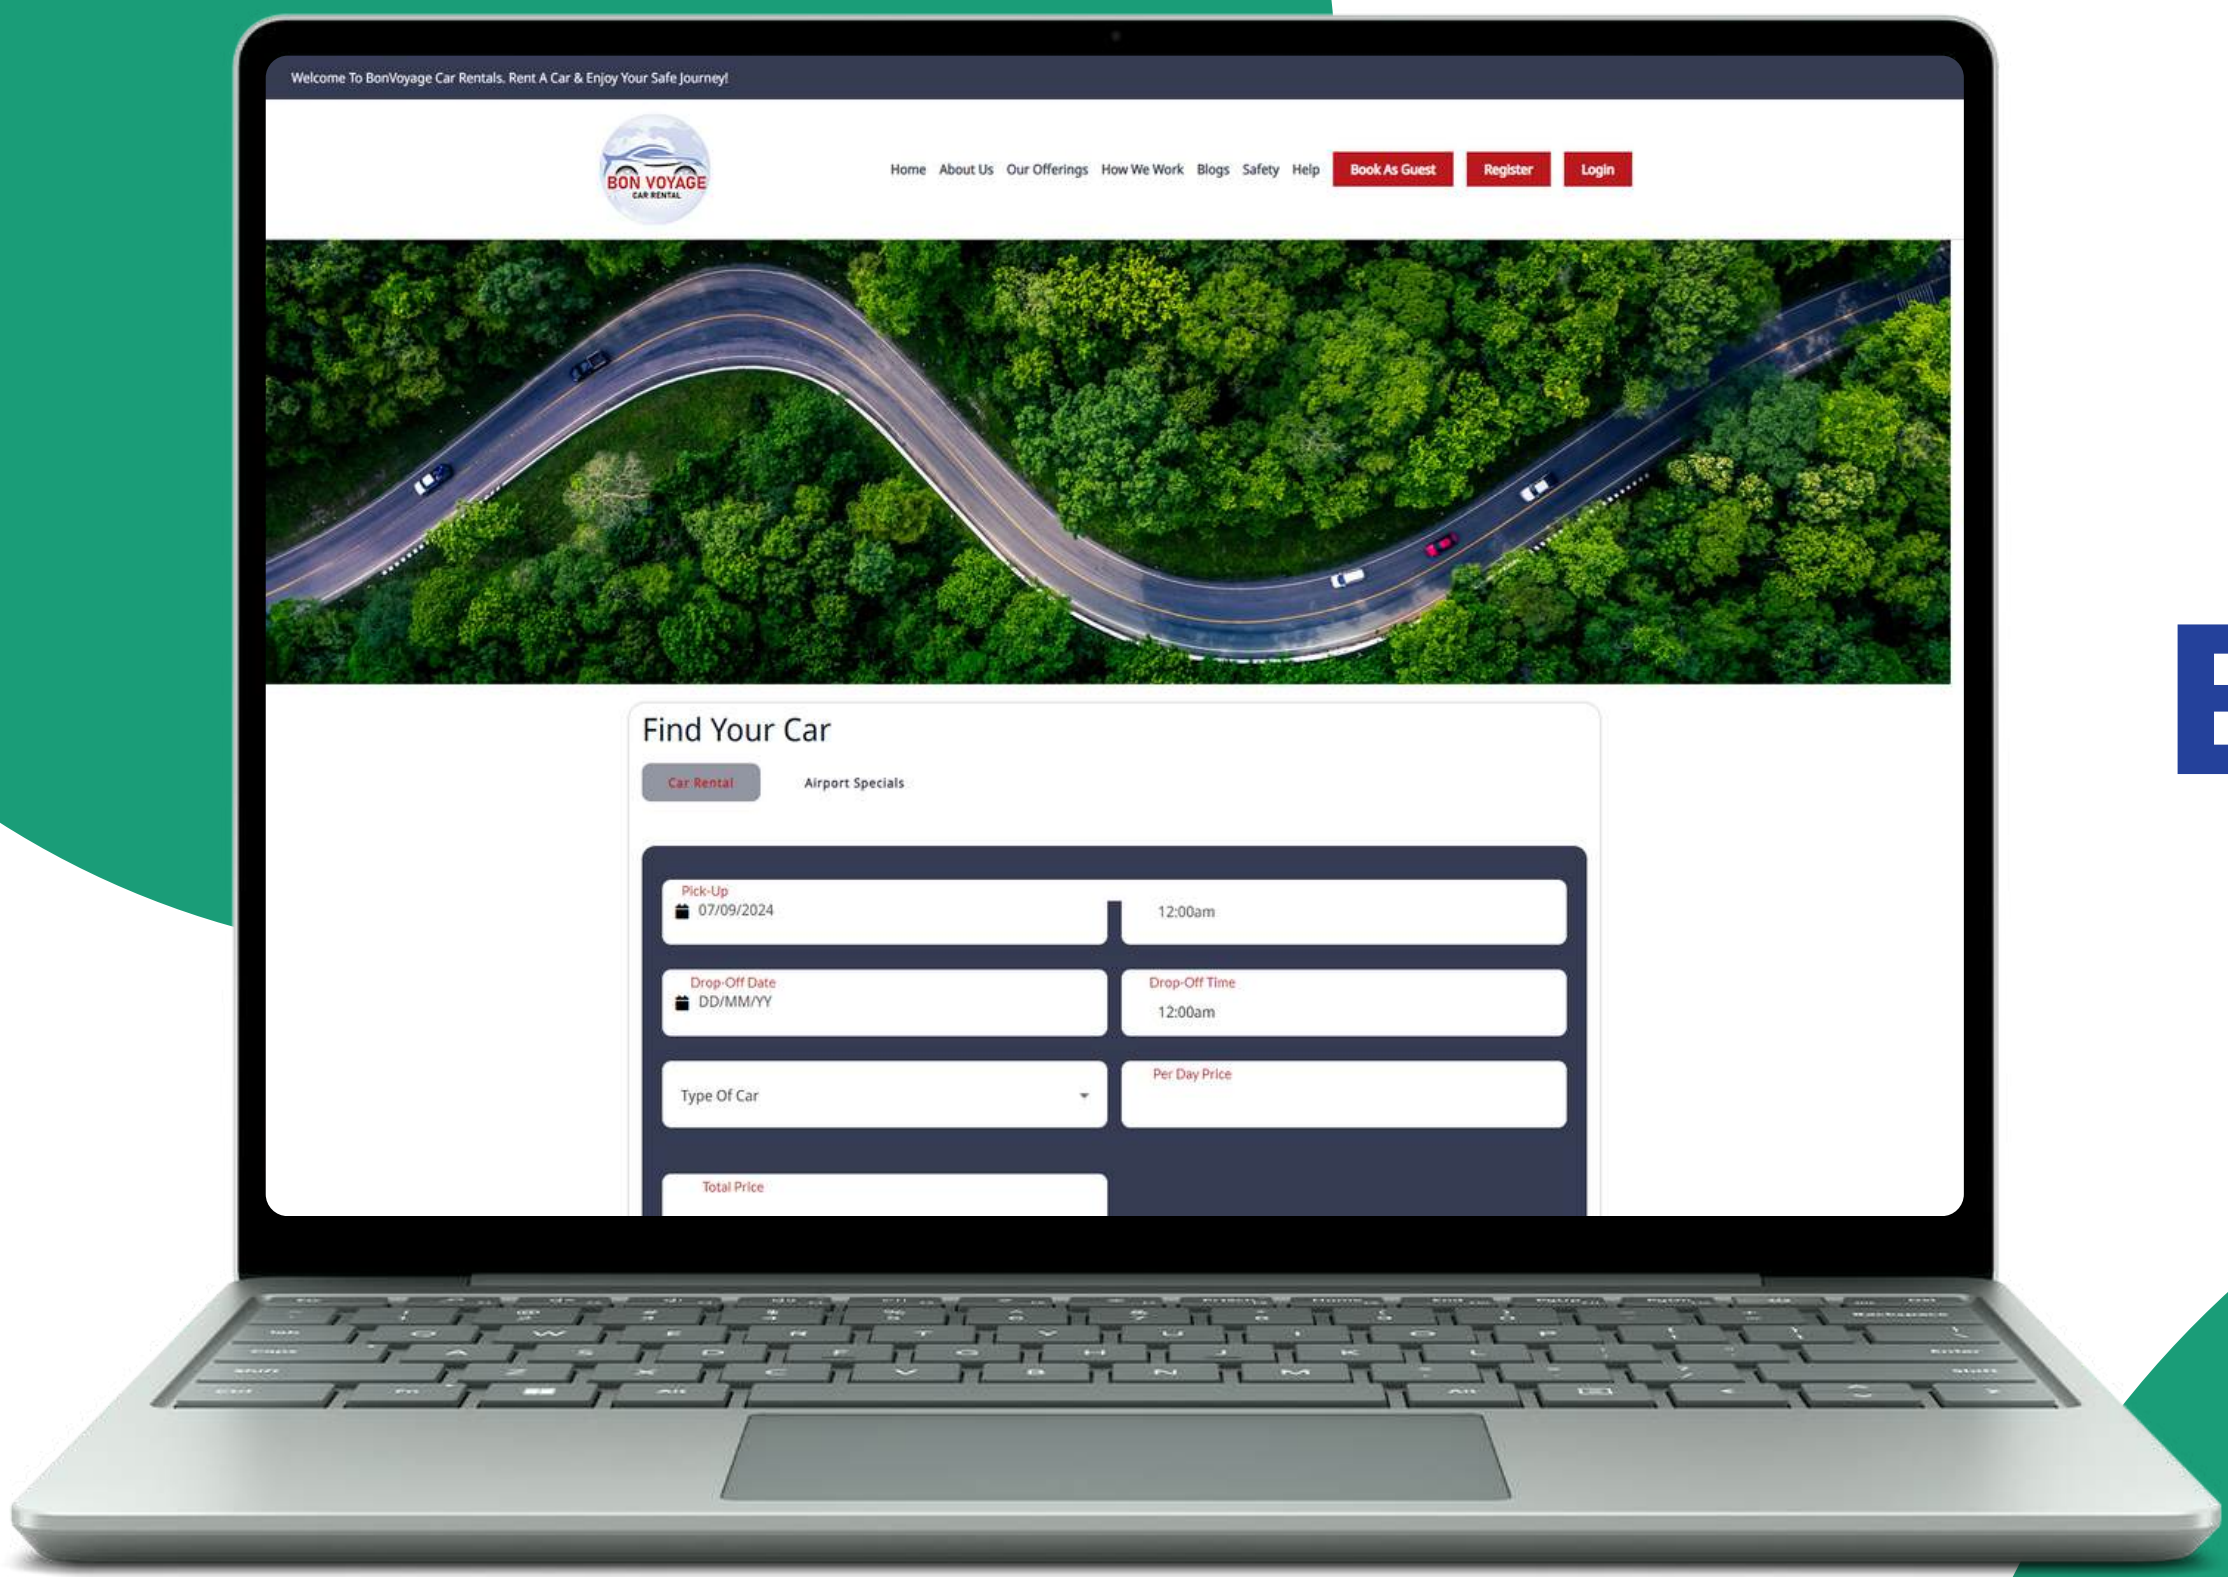 Welcome To BonVoyage Car Rentals. Rent A Car & Enjoy Your Safe Journey!
BON VOYAGE
CAR RENTAL
Home About Us Our Offerings How We Work Blogs Safety Help Book As Guest Register Login
Find Your Car
Car Rental Airport Specials
Pick-Up
07/09/2024 12:00am
Drop-Off Date Drop-Off Time
DD/MM/YY 12:00am
Type Of Car Per Day Price
Total Price